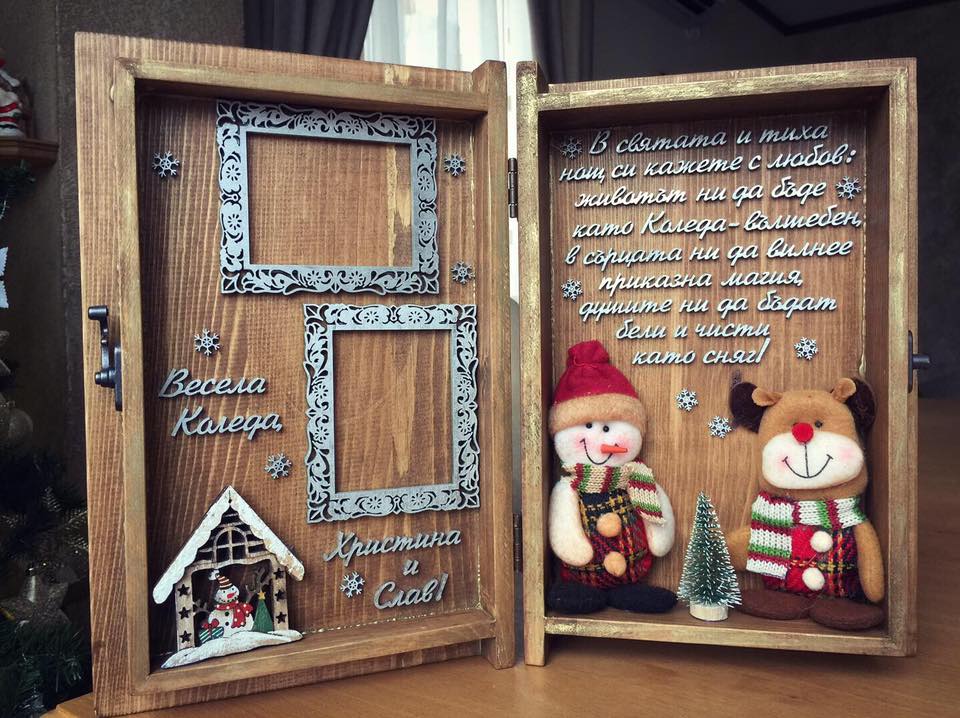 Весела
Коледа,
Христина
и
Слав!
В святата и тиха
нощ си кажете с любов:
животът ни да бъде
като Коледа-вълшебен,
в сърцата ни да вилнее
приказна магия,
душите ни да бъдат
бели и чисти
като сняг!